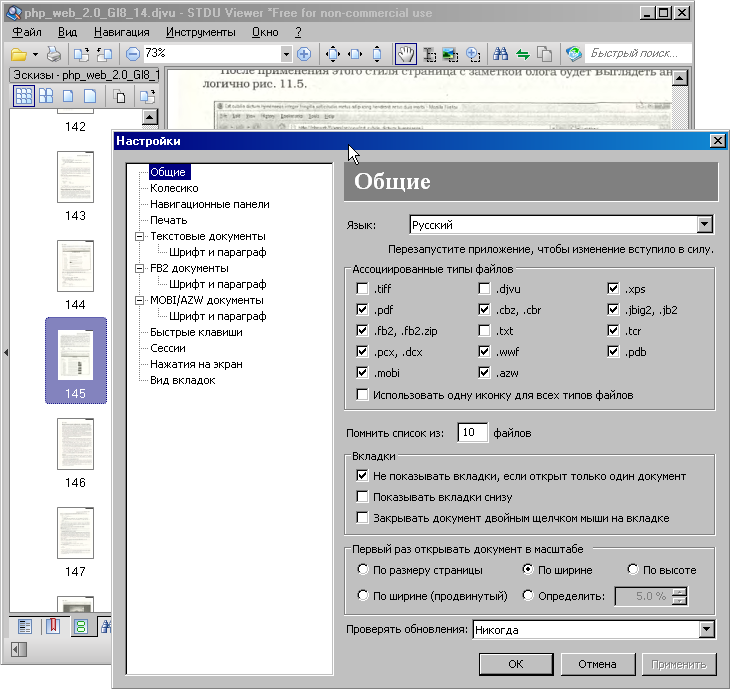 php_web_2.0_GI8_14.djvu - STDU Viewer *Free for non-commercial use
Файл Вид Навигация Инструменты Окно ?
73%
Быстрый поиск...
Эскизы - php_web_2.0_GI8_1
После применения этого стиля страница с заметкой блога будет выглядеть ан
логично рис. 11.5.
142
143
144
145
146
147
Настройки
Общие
Колесико
Навигационные панели
Печать
Текстовые документы
Шрифт и параграф
FB2 документы
Шрифт и параграф
MOBI/AZW документы
Шрифт и параграф
Быстрые клавиши
Сессии
Нажатия на экран
Вид вкладок
Общие
Язык: Русский
Перезапустите приложение, чтобы изменение вступило в силу.
Ассоциированные типы файлов
.tiff .djvu .xps
.pdf .cbz, .cbr .jbig2, .jb2
.fb2, .fb2.zip .txt .tcr
.pcx, .dcx .wwf .pdb
.mobi .azw
Использовать одну иконку для всех типов файлов
Помнить список из: 10 файлов
Вкладки
Не показывать вкладки, если открыт только один документ
Показывать вкладки снизу
Закрывать документ двойным щелчком мыши на вкладке
Первый раз открывать документ в масштабе
По размеру страницы По ширине По высоте
По ширине (продвинутый) Определить: 5.0 %
Проверять обновления: Никогда
ОК Отмена Применить